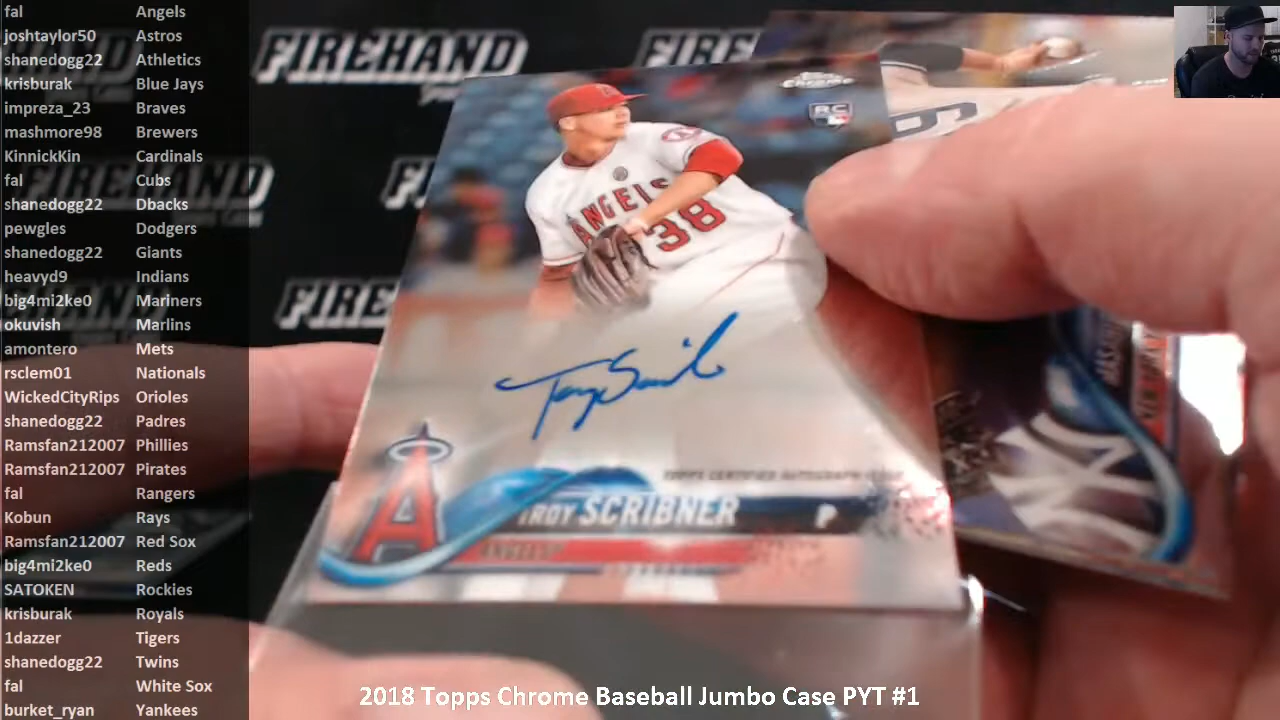 fal Angels
joshtaylor50 Astros
shanedogg22 Athletics
krisburak Blue Jays
impreza_23 Braves
mashmore98 Brewers
KinnickKin Cardinals
fal Cubs
shanedogg22 Dbacks
pewgles Dodgers
shanedogg22 Giants
heavyd9 Indians
big4mi2ke0 Mariners
okuvish Marlins
amontero Mets
rsclem01 Nationals
WickedCityRips Orioles
shanedogg22 Padres
Ramsfan212007 Phillies
Ramsfan212007 Pirates
fal Rangers
Kobun Rays
Ramsfan212007 Red Sox
big4mi2ke0 Reds
SATOKEN Rockies
krisburak Royals
1dazzer Tigers
shanedogg22 Twins
fal White Sox
burket_ryan Yankees
FIREHAND
FIREHAND
CHROME
RC
ANGELS
38
TOPPS CERTIFIED AUTOGRAPH ISSUE
TROY SCRIBNER P
ANGELS
2018 Topps Chrome Baseball Jumbo Case PYT #1